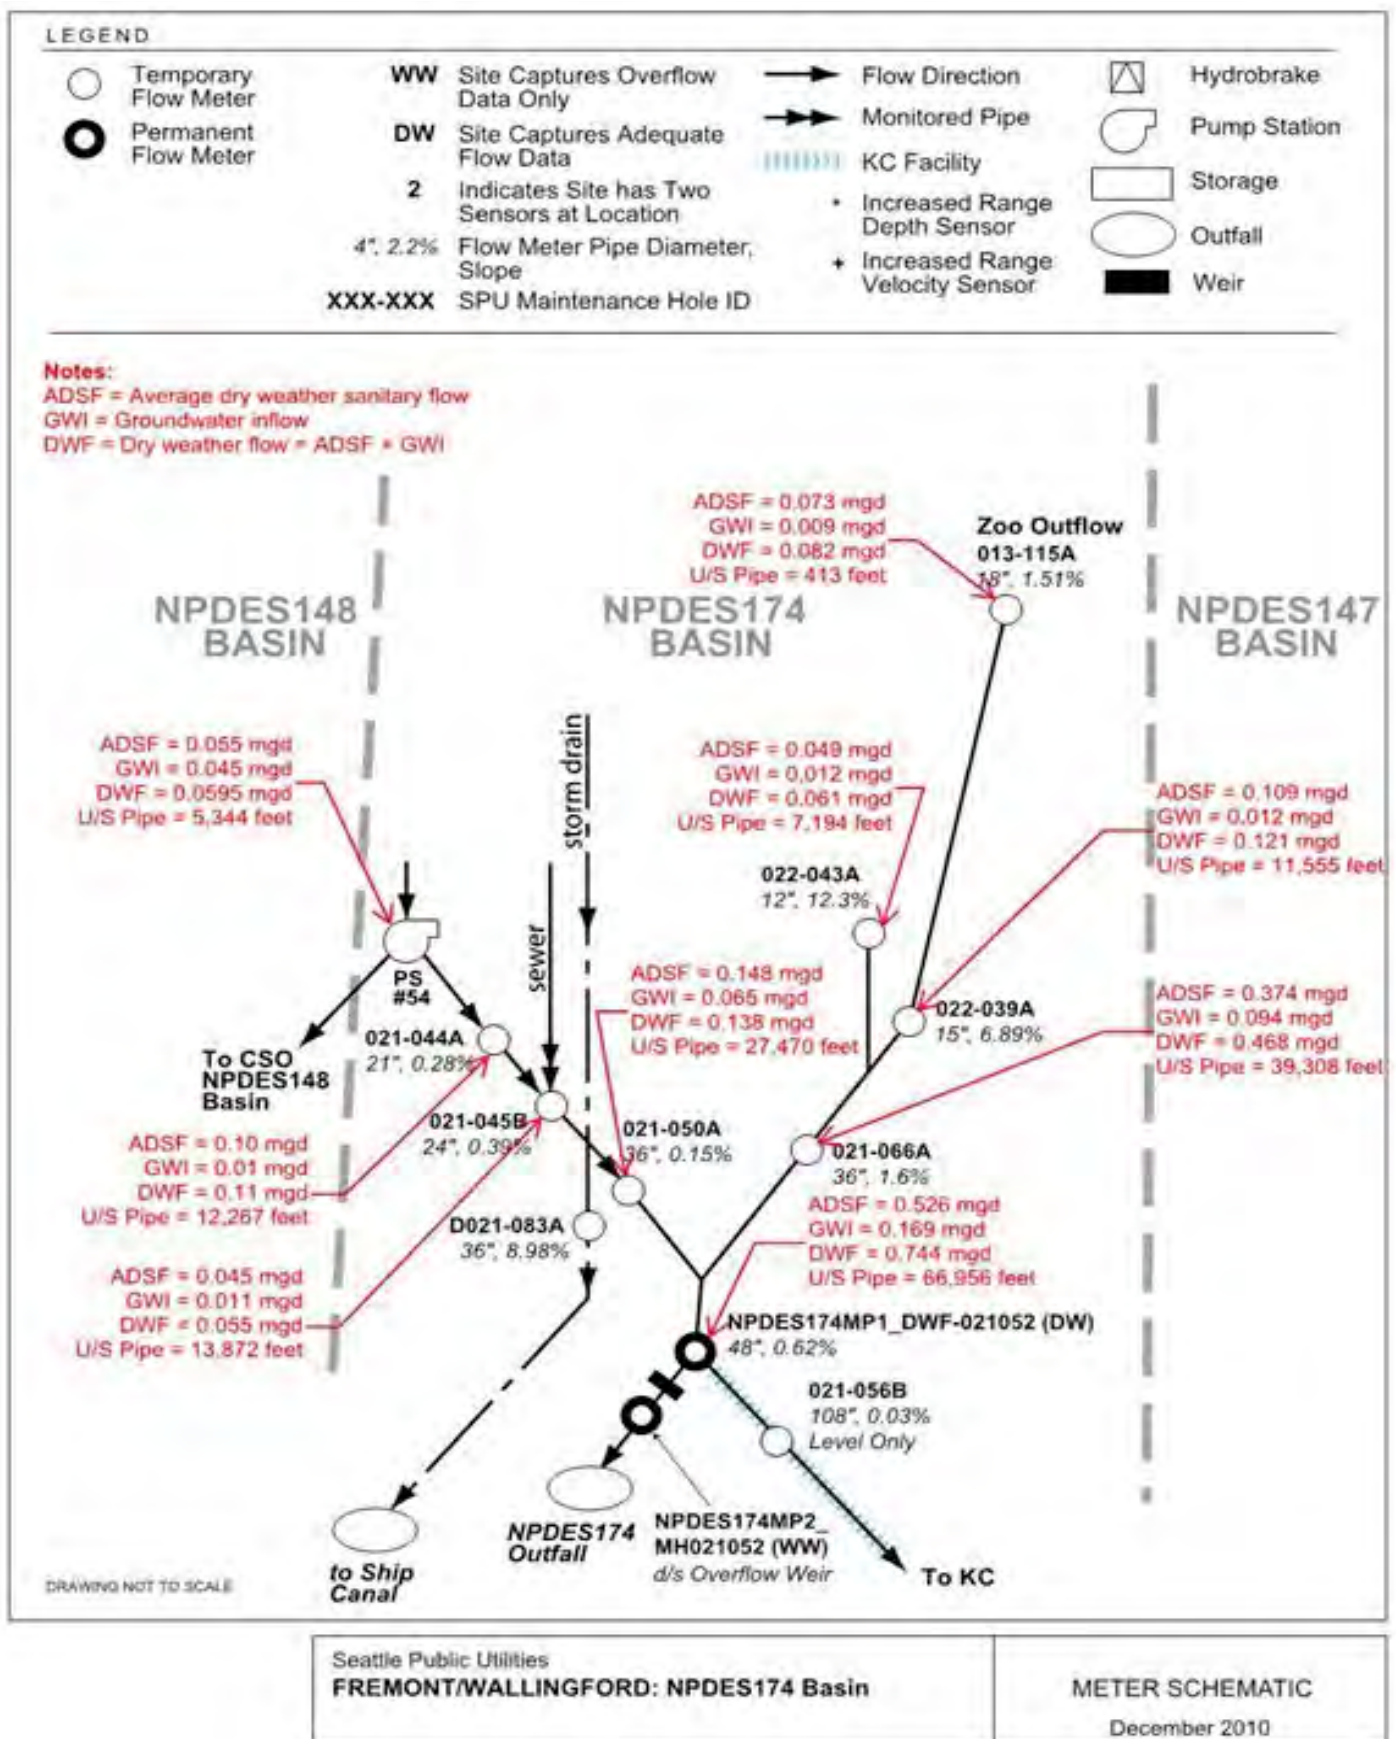 LEGEND
Temporary
Flow Meter
Permanent
Flow Meter
WW Site Captures Overflow
Data Only
DW Site Captures Adequate
Flow Data
2 Indicates Site has Two
Sensors at Location
4", 2.2% Flow Meter Pipe Diameter,
Slope
XXX-XXX SPU Maintenance Hole ID
Flow Direction
Monitored Pipe
KC Facility
* Increased Range
Depth Sensor
+ Increased Range
Velocity Sensor
Hydrobrake
Pump Station
Storage
Outfall
Weir
Notes:
ADSF = Average dry weather sanitary flow
GWI = Groundwater inflow
DWF = Dry weather flow = ADSF + GWI
NPDES148
BASIN
NPDES174
BASIN
NPDES147
BASIN
ADSF = 0.073 mgd
GWI = 0.009 mgd
DWF = 0.082 mgd
U/S Pipe = 413 feet
Zoo Outflow
013-115A
18", 1.51%
ADSF = 0.055 mgd
GWI = 0.045 mgd
DWF = 0.0595 mgd
U/S Pipe = 5,344 feet
storm drain
ADSF = 0.049 mgd
GWI = 0.012 mgd
DWF = 0.061 mgd
U/S Pipe = 7,194 feet
ADSF = 0.109 mgd
GWI = 0.012 mgd
DWF = 0.121 mgd
U/S Pipe = 11,555 feet
022-043A
12", 12.3%
PS
#54
sewer
ADSF = 0.148 mgd
GWI = 0.065 mgd
DWF = 0.138 mgd
U/S Pipe = 27,470 feet
022-039A
15", 6.89%
ADSF = 0.374 mgd
GWI = 0.094 mgd
DWF = 0.468 mgd
U/S Pipe = 39,308 feet
To CSO
NPDES148
Basin
021-044A
21", 0.28%
021-045B
24", 0.39%
021-050A
36", 0.15%
021-066A
36", 1.6%
ADSF = 0.10 mgd
GWI = 0.01 mgd
DWF = 0.11 mgd
U/S Pipe = 12,267 feet
D021-083A
36", 8.98%
ADSF = 0.526 mgd
GWI = 0.169 mgd
DWF = 0.744 mgd
U/S Pipe = 66,956 feet
ADSF = 0.045 mgd
GWI = 0.011 mgd
DWF = 0.055 mgd
U/S Pipe = 13,872 feet
NPDES174MP1_DWF-021052 (DW)
48", 0.62%
021-056B
108", 0.03%
Level Only
NPDES174
Outfall
NPDES174MP2_
MH021052 (WW)
d/s Overflow Weir
to Ship
Canal
To KC
DRAWING NOT TO SCALE
Seattle Public Utilities
FREMONT/WALLINGFORD: NPDES174 Basin
METER SCHEMATIC
December 2010